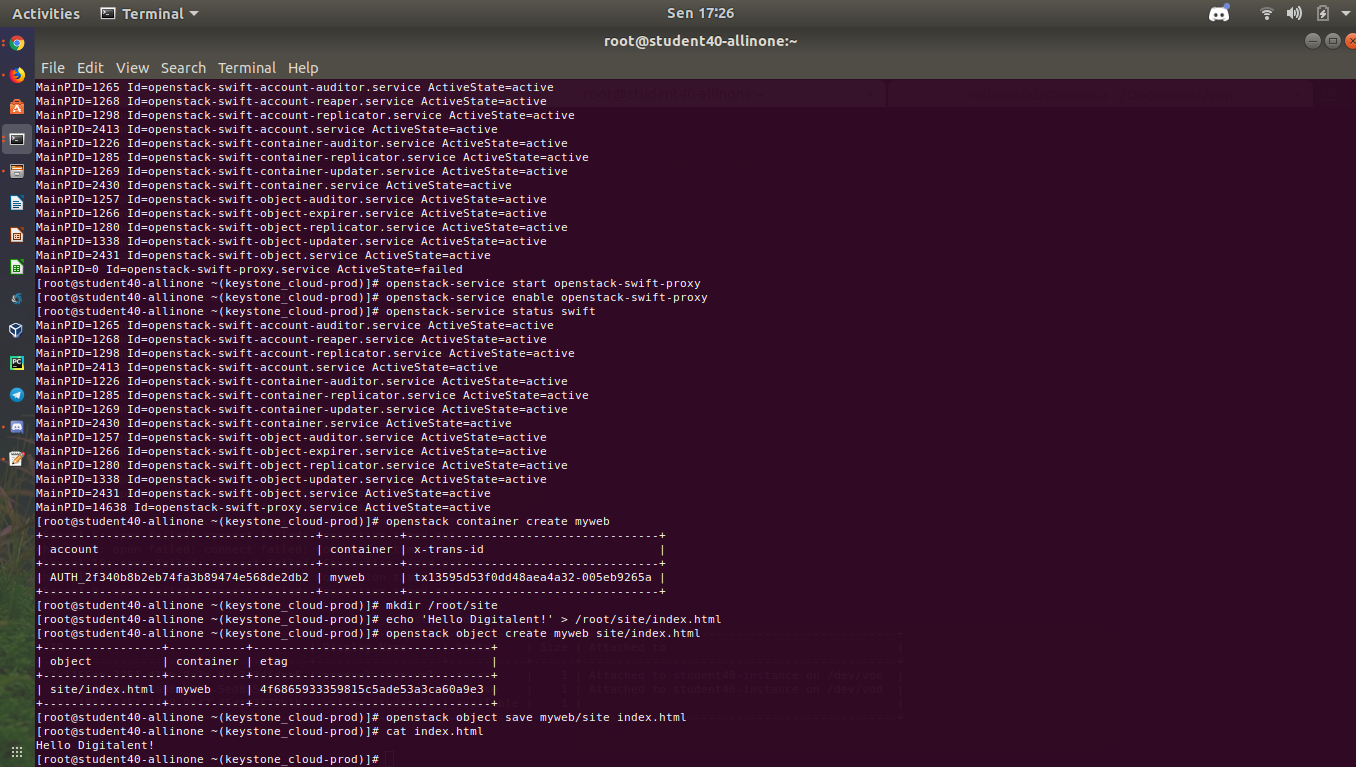 Activities Terminal Sen 17:26
root@student40-allinone:~
File Edit View Search Terminal Help
MainPID=1265 Id=openstack-swift-account-auditor.service ActiveState=active
MainPID=1268 Id=openstack-swift-account-reaper.service ActiveState=active
MainPID=1298 Id=openstack-swift-account-replicator.service ActiveState=active
MainPID=2413 Id=openstack-swift-account.service ActiveState=active
MainPID=1226 Id=openstack-swift-container-auditor.service ActiveState=active
MainPID=1285 Id=openstack-swift-container-replicator.service ActiveState=active
MainPID=1269 Id=openstack-swift-container-updater.service ActiveState=active
MainPID=2430 Id=openstack-swift-container.service ActiveState=active
MainPID=1257 Id=openstack-swift-object-auditor.service ActiveState=active
MainPID=1266 Id=openstack-swift-object-expirer.service ActiveState=active
MainPID=1280 Id=openstack-swift-object-replicator.service ActiveState=active
MainPID=1338 Id=openstack-swift-object-updater.service ActiveState=active
MainPID=2431 Id=openstack-swift-object.service ActiveState=active
MainPID=0 Id=openstack-swift-proxy.service ActiveState=failed
[root@student40-allinone ~(keystone_cloud-prod)]# openstack-service start openstack-swift-proxy
[root@student40-allinone ~(keystone_cloud-prod)]# openstack-service enable openstack-swift-proxy
[root@student40-allinone ~(keystone_cloud-prod)]# openstack-service status swift
MainPID=1265 Id=openstack-swift-account-auditor.service ActiveState=active
MainPID=1268 Id=openstack-swift-account-reaper.service ActiveState=active
MainPID=1298 Id=openstack-swift-account-replicator.service ActiveState=active
MainPID=2413 Id=openstack-swift-account.service ActiveState=active
MainPID=1226 Id=openstack-swift-container-auditor.service ActiveState=active
MainPID=1285 Id=openstack-swift-container-replicator.service ActiveState=active
MainPID=1269 Id=openstack-swift-container-updater.service ActiveState=active
MainPID=2430 Id=openstack-swift-container.service ActiveState=active
MainPID=1257 Id=openstack-swift-object-auditor.service ActiveState=active
MainPID=1266 Id=openstack-swift-object-expirer.service ActiveState=active
MainPID=1280 Id=openstack-swift-object-replicator.service ActiveState=active
MainPID=1338 Id=openstack-swift-object-updater.service ActiveState=active
MainPID=2431 Id=openstack-swift-object.service ActiveState=active
MainPID=14638 Id=openstack-swift-proxy.service ActiveState=active
[root@student40-allinone ~(keystone_cloud-prod)]# openstack container create myweb
+---------------------------------------+-----------+------------------------------------+
| account | container | x-trans-id |
+---------------------------------------+-----------+------------------------------------+
| AUTH_2f340b8b2eb74fa3b89474e568de2db2 | myweb | tx13595d53f0dd48aea4a32-005eb9265a |
+---------------------------------------+-----------+------------------------------------+
[root@student40-allinone ~(keystone_cloud-prod)]# mkdir /root/site
[root@student40-allinone ~(keystone_cloud-prod)]# echo 'Hello Digitalent!' > /root/site/index.html
[root@student40-allinone ~(keystone_cloud-prod)]# openstack object create myweb site/index.html
+-----------------+-----------+----------------------------------+
| object | container | etag |
+-----------------+-----------+----------------------------------+
| site/index.html | myweb | 4f6865933359815c5ade53a3ca60a9e3 |
+-----------------+-----------+----------------------------------+
[root@student40-allinone ~(keystone_cloud-prod)]# openstack object save myweb/site index.html
[root@student40-allinone ~(keystone_cloud-prod)]# cat index.html
Hello Digitalent!
[root@student40-allinone ~(keystone_cloud-prod)]#